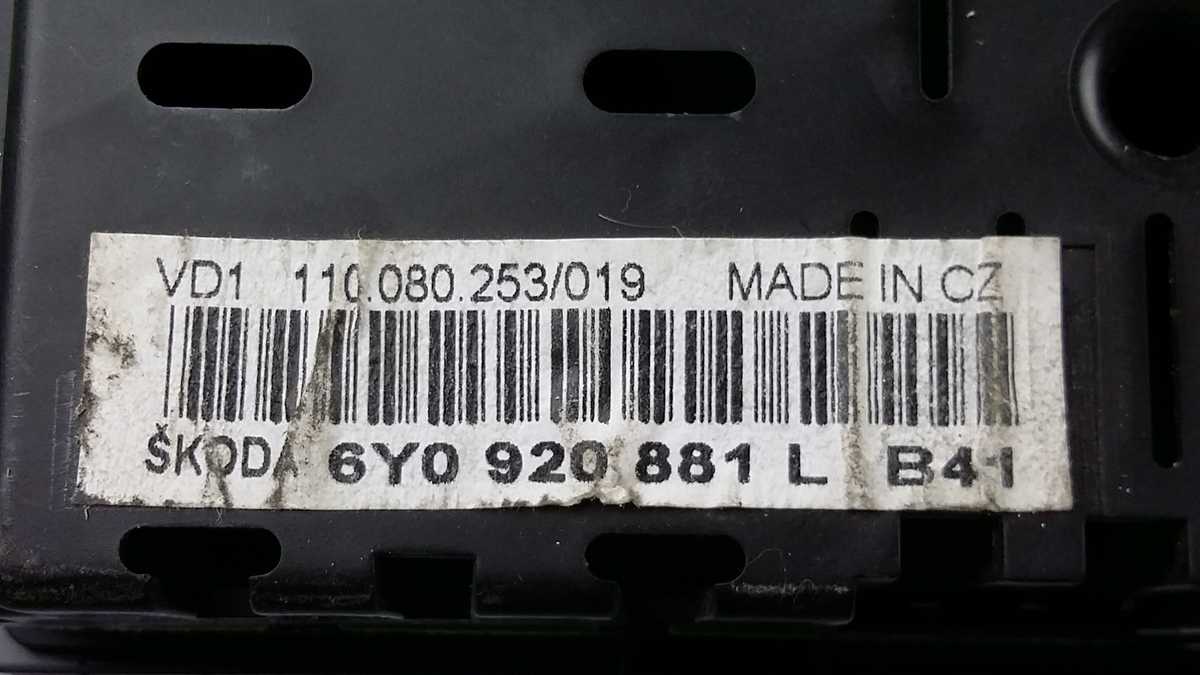 VD1 110.080.253/019 MADE IN CZ
ŠKODA 6Y0 920 881 L B41